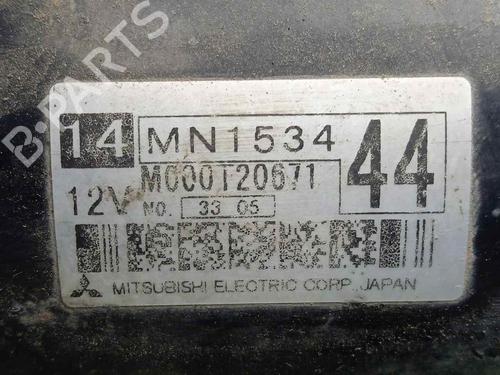 B-PARTS
14 MN1534 44
M000T20671
12V NO. 33 05
MITSUBISHI ELECTRIC CORP. JAPAN